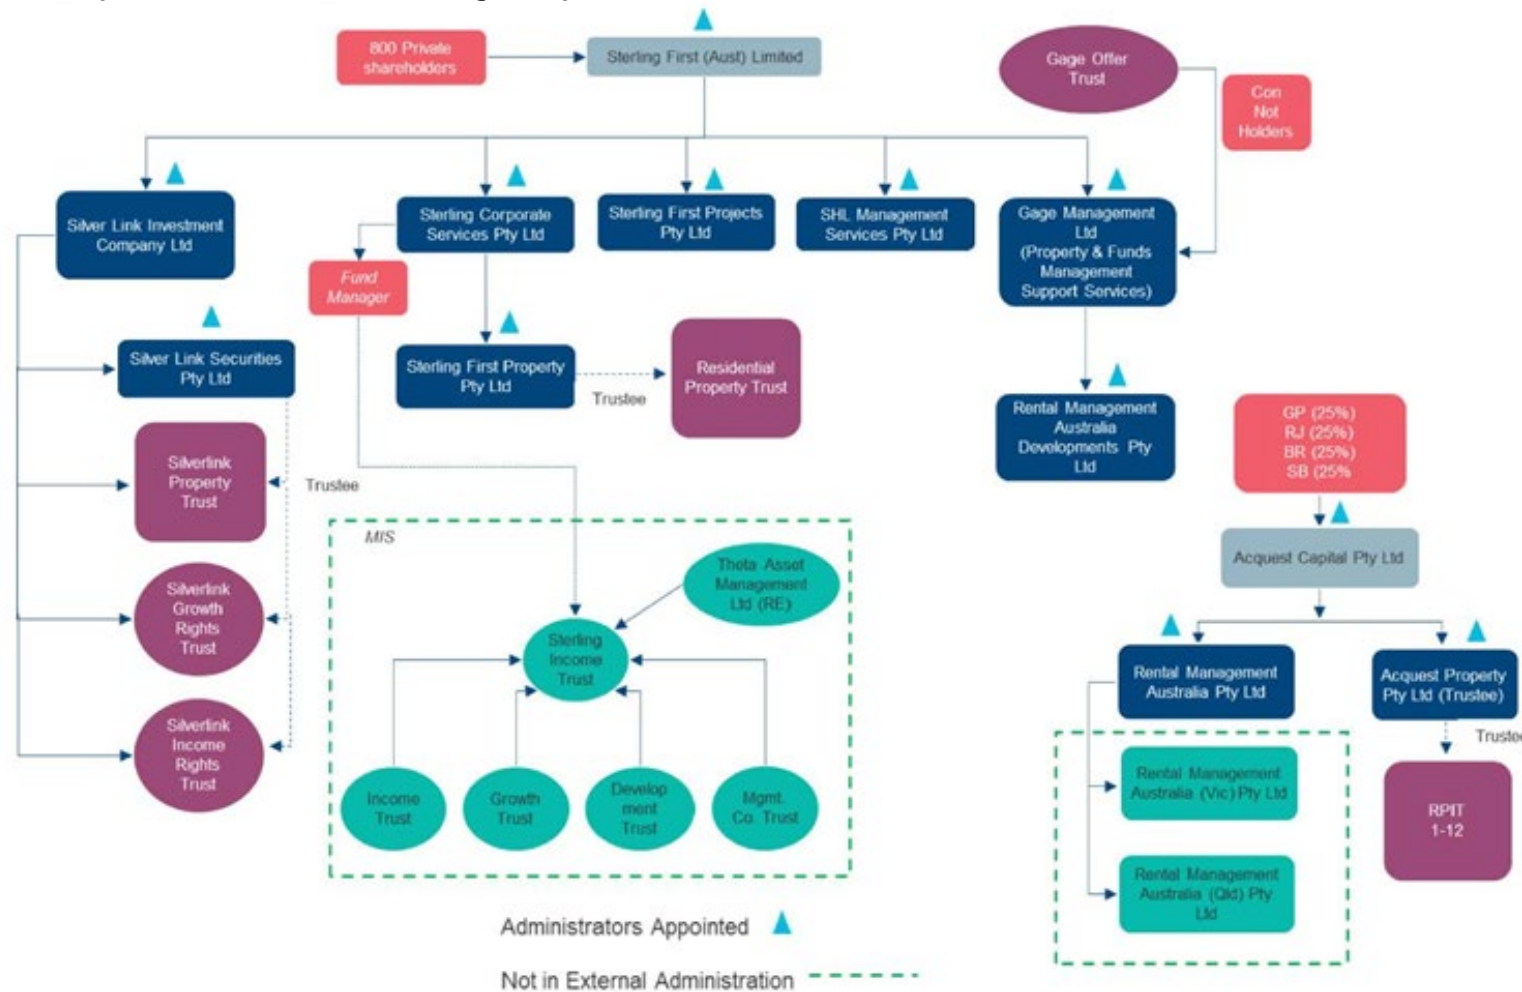 800 Private
shareholders
Sterling First (Aust) Limited
Gage Offer
Trust
Con
Not
Holders
Silver Link Investment
Company Ltd
Sterling Corporate
Services Pty Ltd
Sterling First Projects
Pty Ltd
SHL Management
Services Pty Ltd
Gage Management
Ltd
(Property & Funds
Management
Support Services)
Fund
Manager
Silver Link Securities
Pty Ltd
Sterling First Property
Pty Ltd
Trustee
Residential
Property Trust
Rental Management
Australia
Developments Pty
Ltd
GP (25%)
RJ (25%)
BR (25%)
SB (25%
Silverlink
Property
Trust
Trustee
MIS
Theta Asset
Management
Ltd (RE)
Acquest Capital Pty Ltd
Silverlink
Growth
Rights
Trust
Sterling
Income
Trust
Rental Management
Australia Pty Ltd
Acquest Property
Pty Ltd (Trustee)
Trustee
Silverlink
Income
Rights
Trust
Income
Trust
Growth
Trust
Develop
ment
Trust
Mgmt.
Co. Trust
Rental Management
Australia (Vic) Pty Ltd
RPIT
1-12
Rental Management
Australia (Qld) Pty
Ltd
Administrators Appointed
Not in External Administration